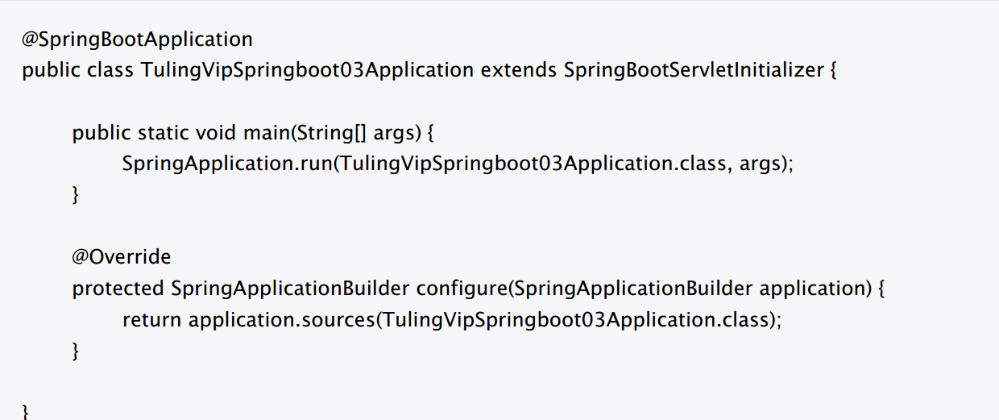 @SpringBootApplication
public class TulingVipSpringboot03Application extends SpringBootServletInitializer {
public static void main(String[] args) {
SpringApplication.run(TulingVipSpringboot03Application.class, args);
}
@Override
protected SpringApplicationBuilder configure(SpringApplicationBuilder application) {
return application.sources(TulingVipSpringboot03Application.class);
}
}